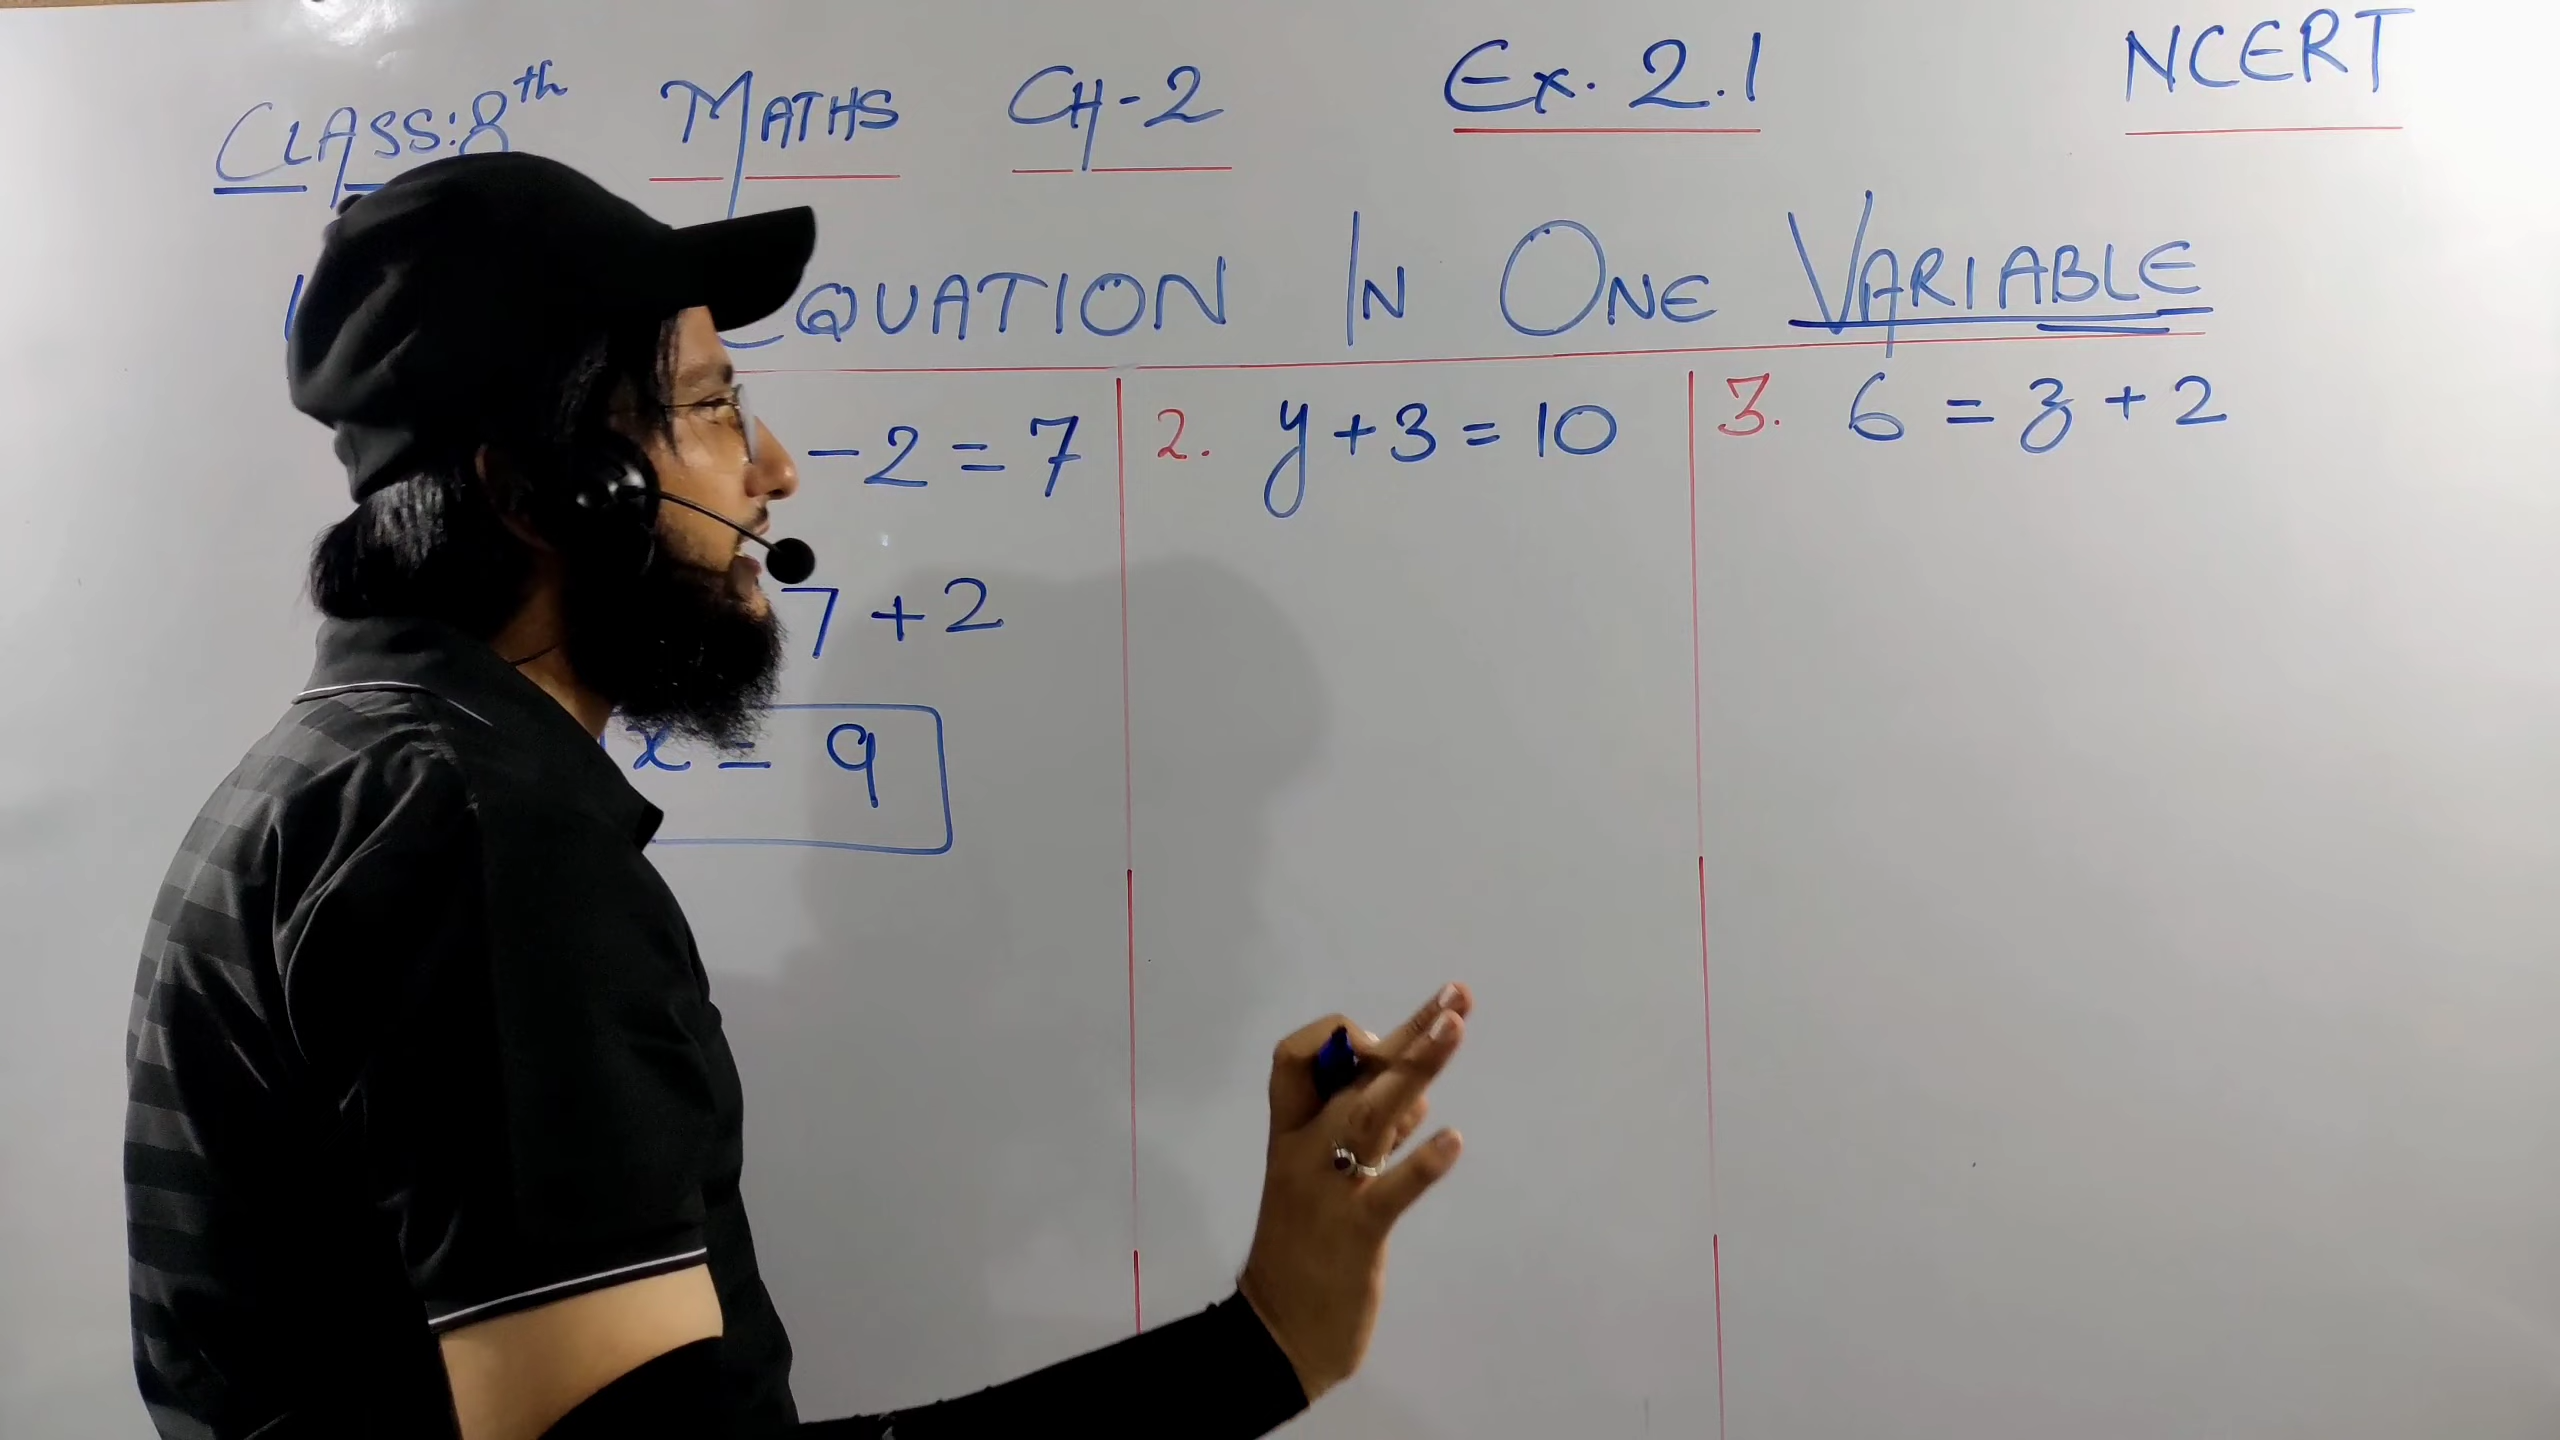 CLASS: 8th MATHS CH-2 Ex. 2.1 NCERT
EQUATION IN ONE VARIABLE
- 2 = 7
2. y + 3 = 10
3. 6 = z + 2
7 + 2
x = 9